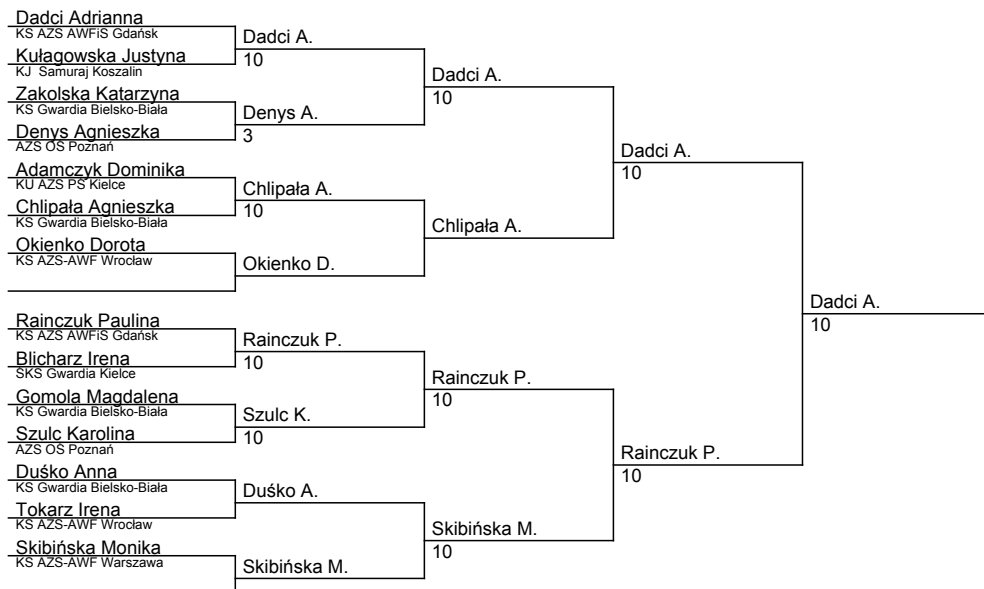 Dadci Adrianna
KS AZS AWFiS Gdańsk
Kułagowska Justyna
KJ Samuraj Koszalin
Zakolska Katarzyna
KS Gwardia Bielsko-Biała
Denys Agnieszka
AZS OŚ Poznań
Adamczyk Dominika
KU AZS PŚ Kielce
Chlipała Agnieszka
KS Gwardia Bielsko-Biała
Okienko Dorota
KS AZS-AWF Wrocław
Rainczuk Paulina
KS AZS AWFiS Gdańsk
Blicharz Irena
SKS Gwardia Kielce
Gomola Magdalena
KS Gwardia Bielsko-Biała
Szulc Karolina
AZS OŚ Poznań
Duśko Anna
KS Gwardia Bielsko-Biała
Tokarz Irena
KS AZS-AWF Wrocław
Skibińska Monika
KS AZS-AWF Warszawa
Dadci A.
10
Denys A.
3
Chlipała A.
10
Okienko D.
Rainczuk P.
10
Szulc K.
10
Duśko A.
Skibińska M.
Dadci A.
10
Chlipała A.
Rainczuk P.
10
Skibińska M.
10
Dadci A.
10
Rainczuk P.
10
Dadci A.
10